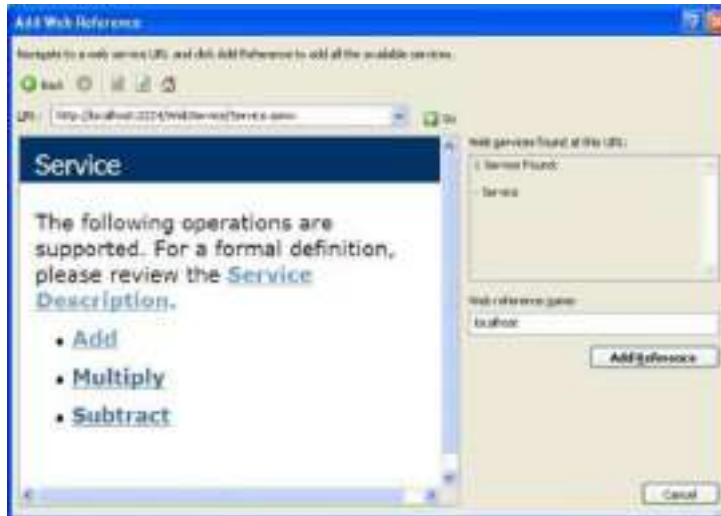 Add Web Reference
Navigate to a web service URL and click Add Reference to add all the available services.
Back
URL:
Go
Service
The following operations are
supported. For a formal definition,
please review the Service
Description.
Add
Multiply
Subtract
Web services found at this URL:
1 Service Found:
- Service
Web reference name:
localhost
Add Reference
Cancel